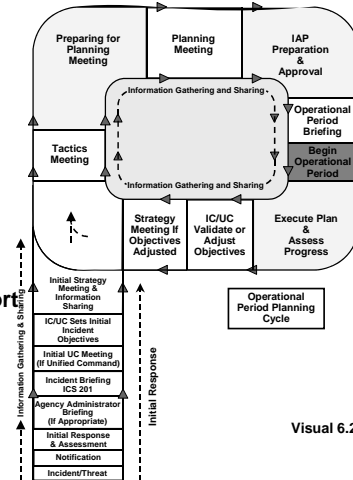 Preparing for
Planning
Meeting
Planning
Meeting
IAP
Preparation
&
Approval
Information Gathering and Sharing
Operational
Period
Briefing
Tactics
Meeting
Begin
Operational
Period
Information Gathering and Sharing
Strategy
Meeting If
Objectives
Adjusted
IC/UC
Validate or
Adjust
Objectives
Execute Plan
&
Assess
Progress
Initial Strategy
Meeting &
Information
Sharing
IC/UC Sets Initial
Incident
Objectives
Initial UC Meeting
(If Unified Command)
Incident Briefing
ICS 201
Agency Administrator
Briefing
(If Appropriate)
Initial Response
& Assessment
Notification
Incident/Threat
Information Gathering & Sharing
Initial Response
Operational
Period Planning
Cycle
ort
Visual 6.2